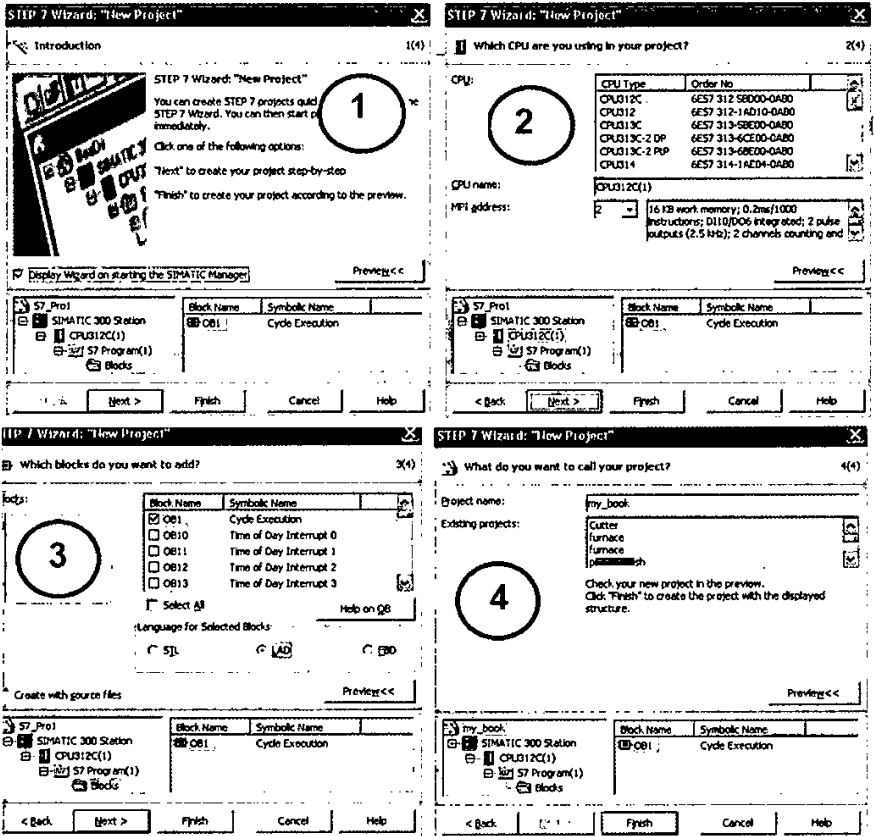 STEP 7 Wizard: "New Project"
Introduction 1(4)
STEP 7 Wizard: "New Project"
You can create STEP 7 projects
STEP 7 Wizard. You can then start
immediately.
Click one of the following options:
"Next" to create your project step-by-step
"Finish" to create your project according to the preview.
1
Display Wizard on starting the SIMATIC Manager
Preview<<
S7_Pro1
SIMATIC 300 Station
CPU312C(1)
S7 Program(1)
Blocks
Block Name Symbolic Name
OB1 Cycle Execution
Next > Finish Cancel Help
STEP 7 Wizard: "New Project"
Which CPU are you using in your project? 2(4)
CPU:
2
CPU Type Order No
CPU312C 6ES7 312-5BD00-0AB0
CPU312 6ES7 312-1AD10-0AB0
CPU313C 6ES7 313-5BE00-0AB0
CPU313C-2 DP 6ES7 313-6CE00-0AB0
CPU313C-2 PtP 6ES7 313-6BE00-0AB0
CPU314 6ES7 314-1AE04-0AB0
CPU name: CPU312C(1)
MPI address: 2
16 KB work memory; 0.2ms/1000
instructions; DI10/DO6 integrated; 2 pulse
outputs (2.5 kHz); 2 channels counting and
Preview<<
S7_Pro1
SIMATIC 300 Station
CPU312C(1)
S7 Program(1)
Blocks
Block Name Symbolic Name
OB1 Cycle Execution
< Back Next > Finish Cancel Help
TEP 7 Wizard: "New Project"
Which blocks do you want to add? 3(4)
ocks:
3
Block Name Symbolic Name
OB1 Cycle Execution
OB10 Time of Day Interrupt 0
OB11 Time of Day Interrupt 1
OB12 Time of Day Interrupt 2
OB13 Time of Day Interrupt 3
Select All
Help on OB
Language for Selected Blocks
STL LAD FBD
Create with source files
Preview<<
S7_Pro1
SIMATIC 300 Station
CPU312C(1)
S7 Program(1)
Blocks
Block Name Symbolic Name
OB1 Cycle Execution
< Back Next > Finish Cancel Help
STEP 7 Wizard: "New Project"
What do you want to call your project? 4(4)
Project name: my_book
Existing projects:
Cutter
furnace
furnace
4
Check your new project in the preview.
Click "Finish" to create the project with the displayed
structure.
Preview<<
my_book
SIMATIC 300 Station
CPU312C(1)
S7 Program(1)
Blocks
Block Name Symbolic Name
OB1 Cycle Execution
< Back Finish Cancel Help